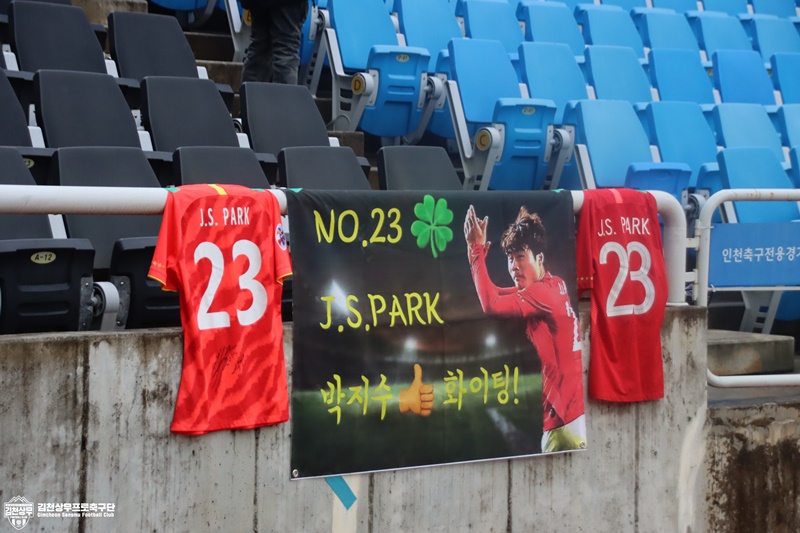 J.S. PARK
23
NO.23
J.S.PARK
박지수 화이팅!
J.S. PARK
23
인천축구전용경기
A-12
김천상무프로축구단
Gimcheon Sangmu Football Club